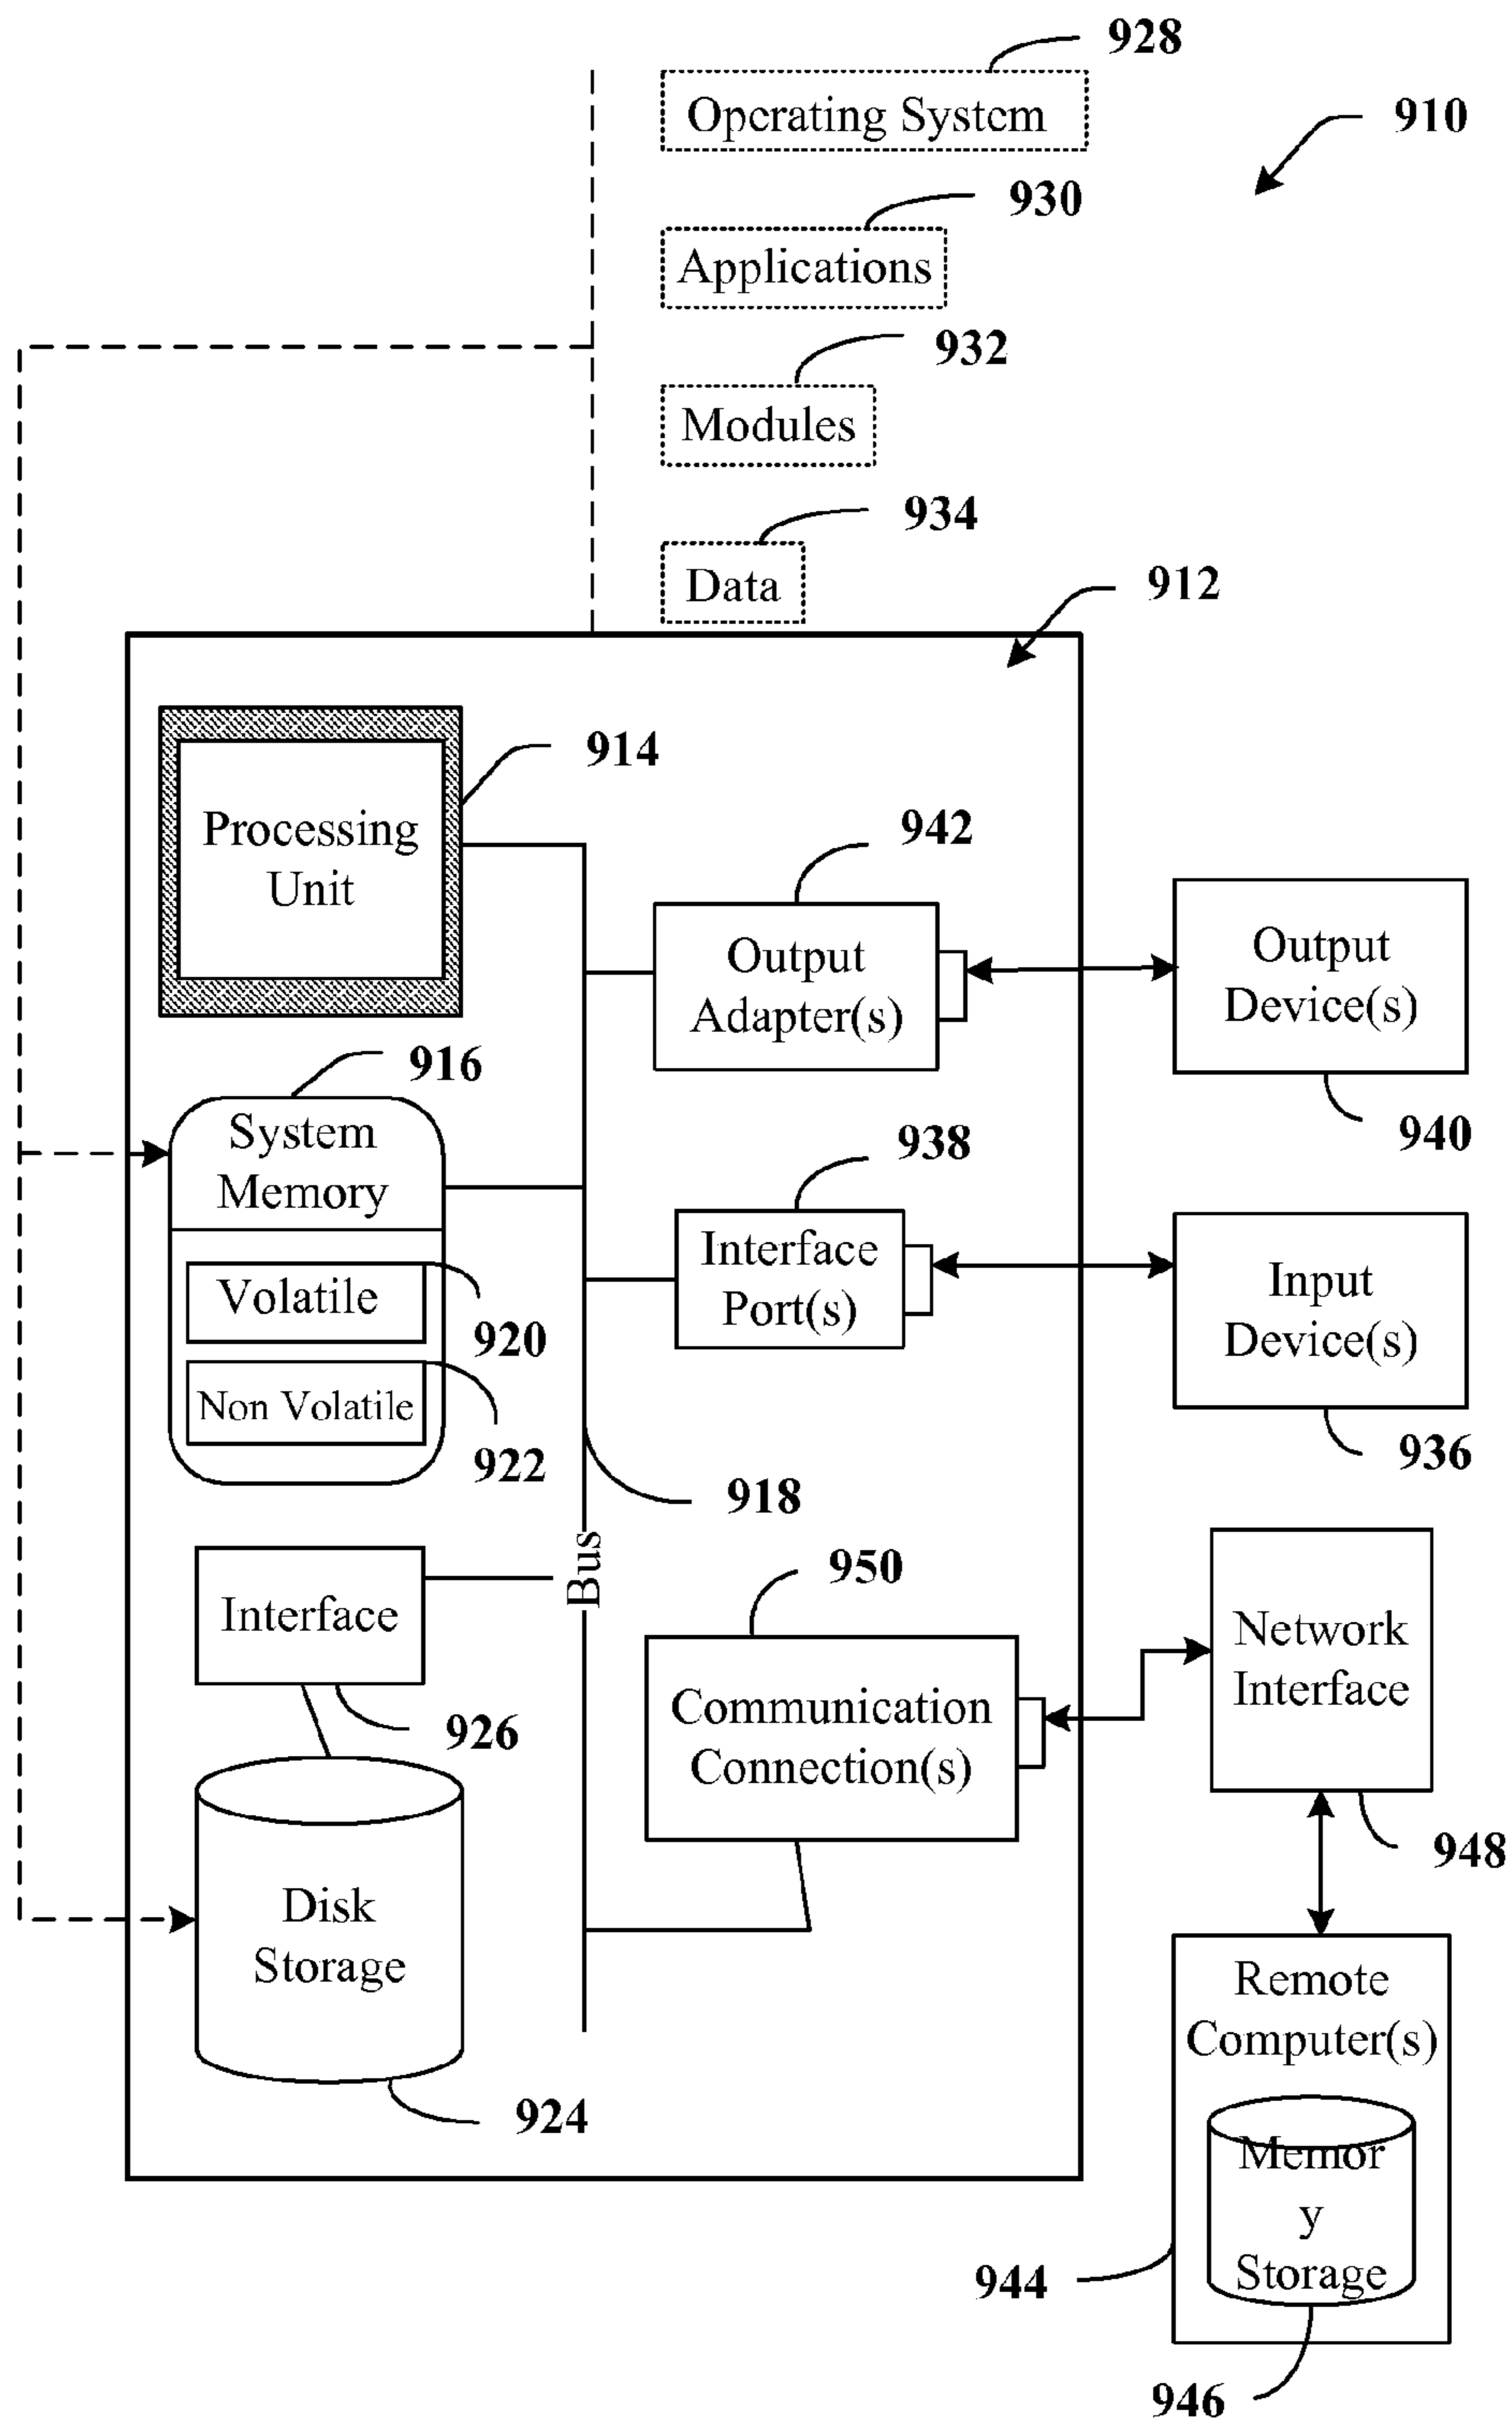 928
Operating System
910
930
Applications
932
Modules
934
Data
912
914
Processing
Unit
942
Output
Adapter(s)
Output
Device(s)
940
916
System
Memory
938
Interface
Port(s)
Input
Device(s)
936
Volatile
920
Non Volatile
922
918
Bus
950
Interface
926
Communication
Connection(s)
Network
Interface
948
Disk
Storage
924
Remote
Computer(s)
Memor
y
Storage
944
946